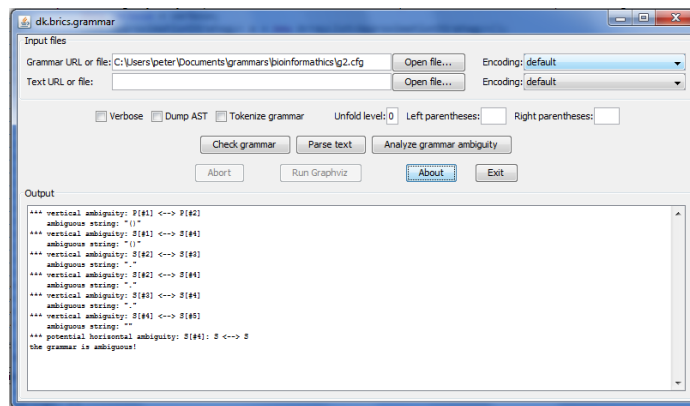 dk.brics.grammar
Input files
Grammar URL or file: C:\Users\peter\Documents\grammars\bioinformathics\g2.cfg Open file... Encoding: default
Text URL or file: Open file... Encoding: default
Verbose Dump AST Tokenize grammar Unfold level: 0 Left parentheses: Right parentheses:
Check grammar Parse text Analyze grammar ambiguity
Abort Run Graphviz About Exit
Output
*** vertical ambiguity: P[#1] <--> P[#2]
ambiguous string: "()"
*** vertical ambiguity: S[#1] <--> S[#4]
ambiguous string: "()"
*** vertical ambiguity: S[#2] <--> S[#3]
ambiguous string: "."
*** vertical ambiguity: S[#2] <--> S[#4]
ambiguous string: "."
*** vertical ambiguity: S[#3] <--> S[#4]
ambiguous string: "."
*** vertical ambiguity: S[#4] <--> S[#5]
ambiguous string: ""
*** potential horisontal ambiguity: S[#4]: S <--> S
the grammar is ambiguous!